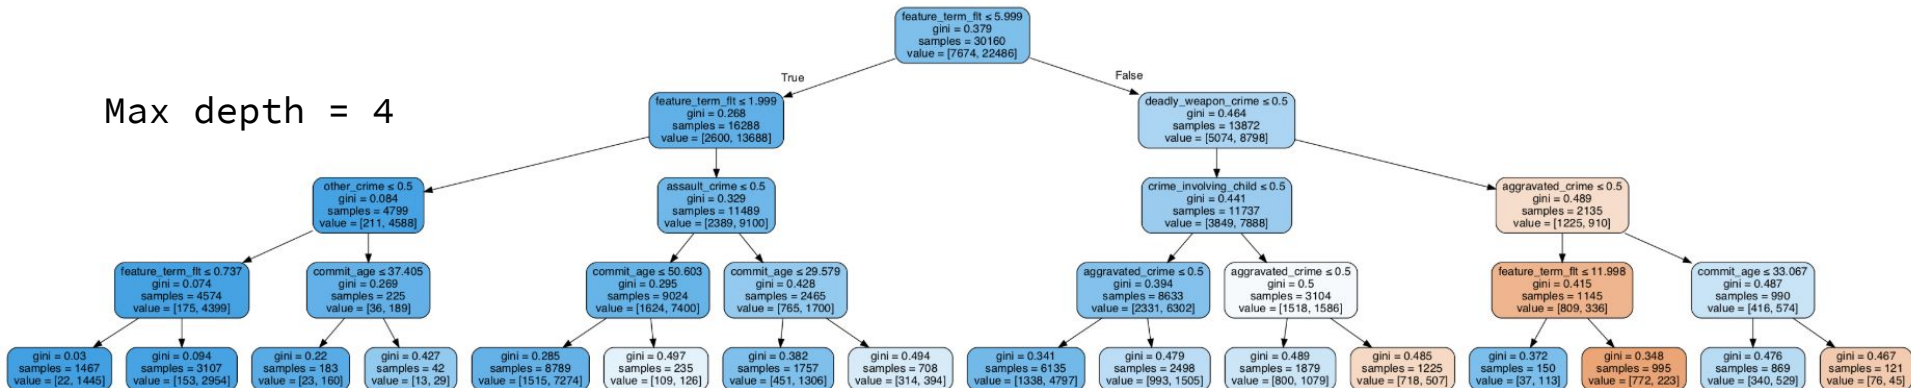 feature_term_flt ≤ 5.999
gini = 0.379
samples = 30160
value = [7674, 22486]
True
False
Max depth = 4
feature_term_flt ≤ 1.999
gini = 0.268
samples = 16288
value = [2600, 13688]
deadly_weapon_crime ≤ 0.5
gini = 0.464
samples = 13872
value = [5074, 8798]
other_crime ≤ 0.5
gini = 0.084
samples = 4799
value = [211, 4588]
assault_crime ≤ 0.5
gini = 0.329
samples = 11489
value = [2389, 9100]
crime_involving_child ≤ 0.5
gini = 0.441
samples = 11737
value = [3849, 7888]
aggravated_crime ≤ 0.5
gini = 0.489
samples = 2135
value = [1225, 910]
feature_term_flt ≤ 0.737
gini = 0.074
samples = 4574
value = [175, 4399]
commit_age ≤ 37.405
gini = 0.269
samples = 225
value = [36, 189]
commit_age ≤ 50.603
gini = 0.295
samples = 9024
value = [1624, 7400]
commit_age ≤ 29.579
gini = 0.428
samples = 2465
value = [765, 1700]
aggravated_crime ≤ 0.5
gini = 0.394
samples = 8633
value = [2331, 6302]
aggravated_crime ≤ 0.5
gini = 0.5
samples = 3104
value = [1518, 1586]
feature_term_flt ≤ 11.998
gini = 0.415
samples = 1145
value = [809, 336]
commit_age ≤ 33.067
gini = 0.487
samples = 990
value = [416, 574]
gini = 0.03
samples = 1467
value = [22, 1445]
gini = 0.094
samples = 3107
value = [153, 2954]
gini = 0.22
samples = 183
value = [23, 160]
gini = 0.427
samples = 42
value = [13, 29]
gini = 0.285
samples = 8789
value = [1515, 7274]
gini = 0.497
samples = 235
value = [109, 126]
gini = 0.382
samples = 1757
value = [451, 1306]
gini = 0.494
samples = 708
value = [314, 394]
gini = 0.341
samples = 6135
value = [1338, 4797]
gini = 0.479
samples = 2498
value = [993, 1505]
gini = 0.489
samples = 1879
value = [800, 1079]
gini = 0.485
samples = 1225
value = [718, 507]
gini = 0.372
samples = 150
value = [37, 113]
gini = 0.348
samples = 995
value = [772, 223]
gini = 0.476
samples = 869
value = [340, 529]
gini = 0.467
samples = 121
value = [76, 45]